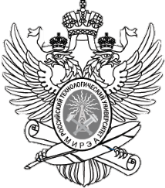 РОССИЙСКИЙ ТЕХНОЛОГИЧЕСКИЙ УНИВЕРСИТЕТ
МИРЭА